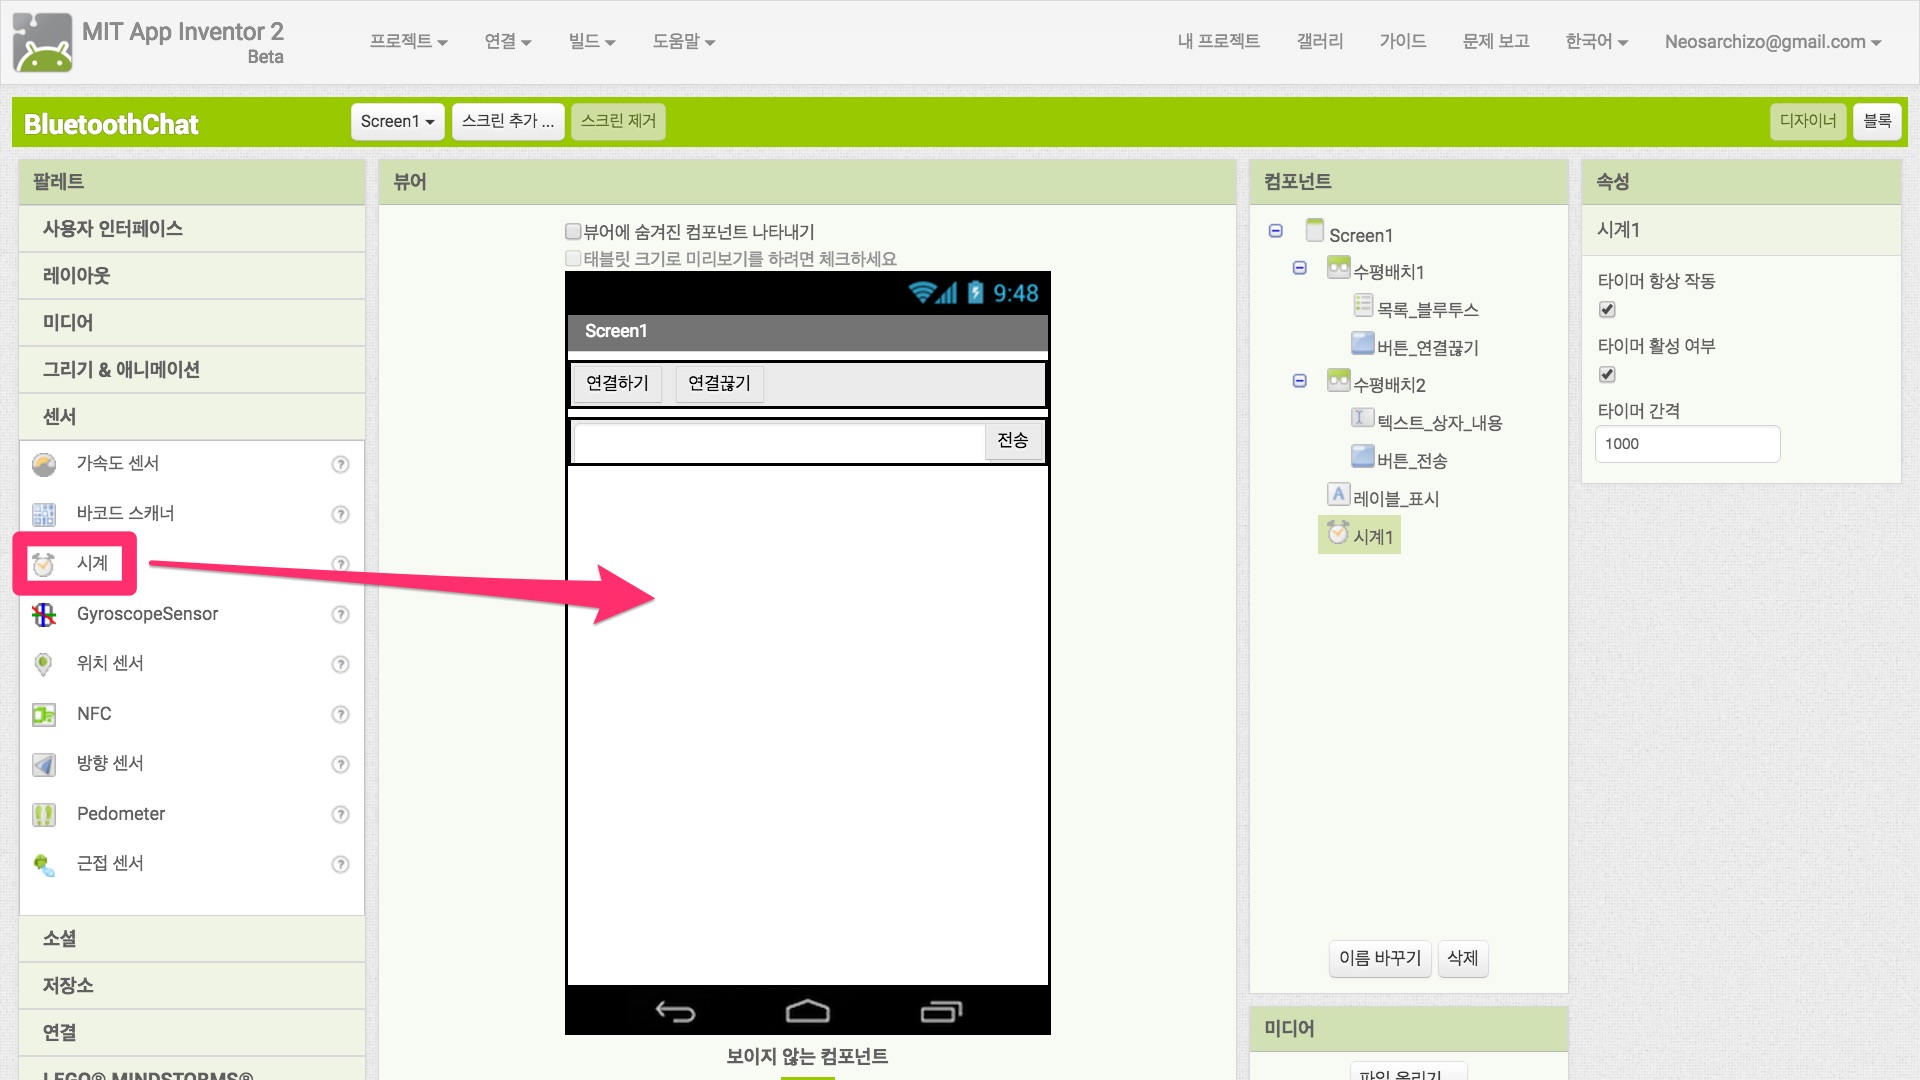 MIT App Inventor 2
Beta
프로젝트 연결 빌드 도움말
내 프로젝트 갤러리 가이드 문제 보고 한국어 Neosarchizo@gmail.com
BluetoothChat
Screen1 스크린 추가 ... 스크린 제거
디자이너 블록
팔레트
사용자 인터페이스
레이아웃
미디어
그리기 & 애니메이션
센서
가속도 센서 ?
바코드 스캐너 ?
시계 ?
GyroscopeSensor ?
위치 센서 ?
NFC ?
방향 센서 ?
Pedometer ?
근접 센서 ?
소셜
저장소
연결
LEGO® MINDSTORMS®
뷰어
뷰어에 숨겨진 컴포넌트 나타내기
태블릿 크기로 미리보기를 하려면 체크하세요
9:48
Screen1
연결하기 연결끊기
전송
보이지 않는 컴포넌트
컴포넌트
Screen1
수평배치1
목록_블루투스
버튼_연결끊기
수평배치2
텍스트_상자_내용
버튼_전송
A 레이블_표시
시계1
이름 바꾸기 삭제
미디어
파일 올리기
속성
시계1
타이머 항상 작동
타이머 활성 여부
타이머 간격
1000